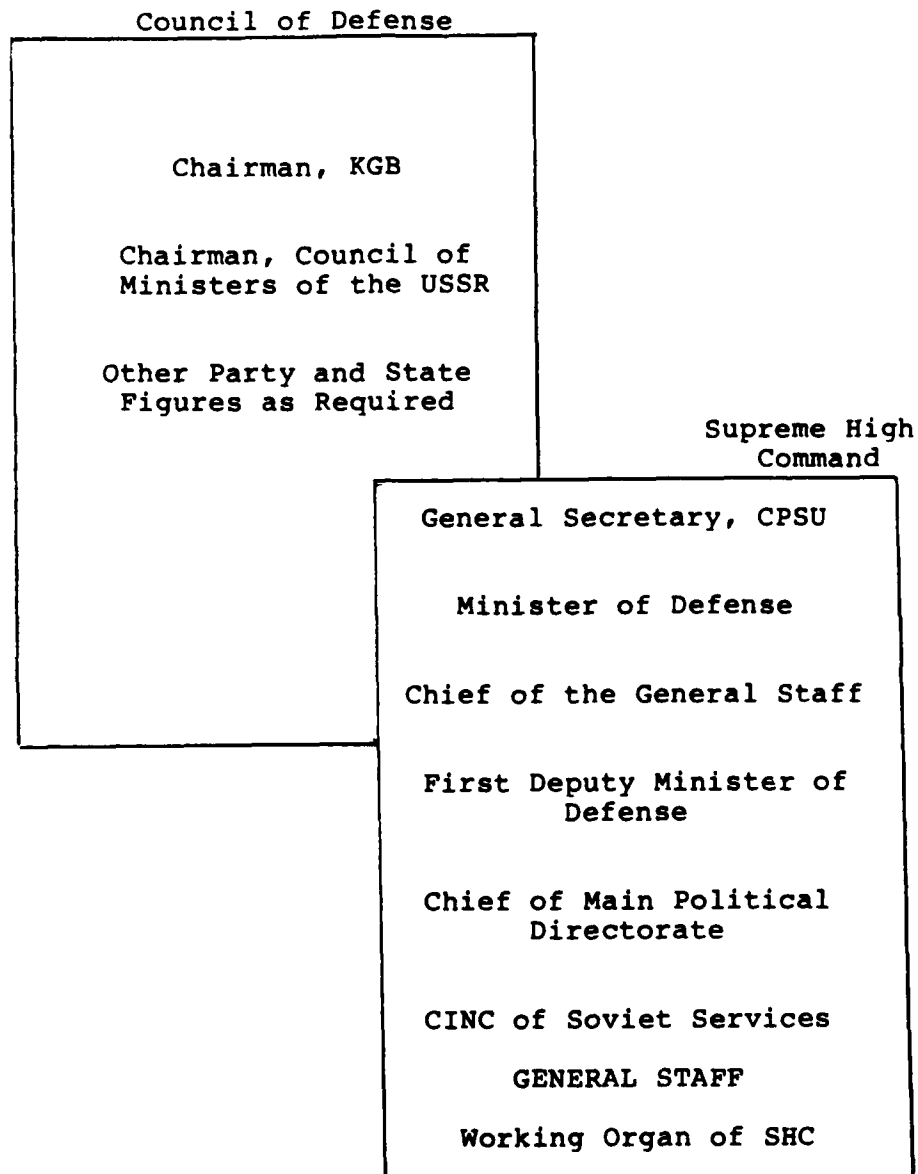 Council of Defense
Chairman, KGB
Chairman, Council of
Ministers of the USSR
Other Party and State
Figures as Required
Supreme High
Command
General Secretary, CPSU
Minister of Defense
Chief of the General Staff
First Deputy Minister of
Defense
Chief of Main Political
Directorate
CINC of Soviet Services
GENERAL STAFF
Working Organ of SHC